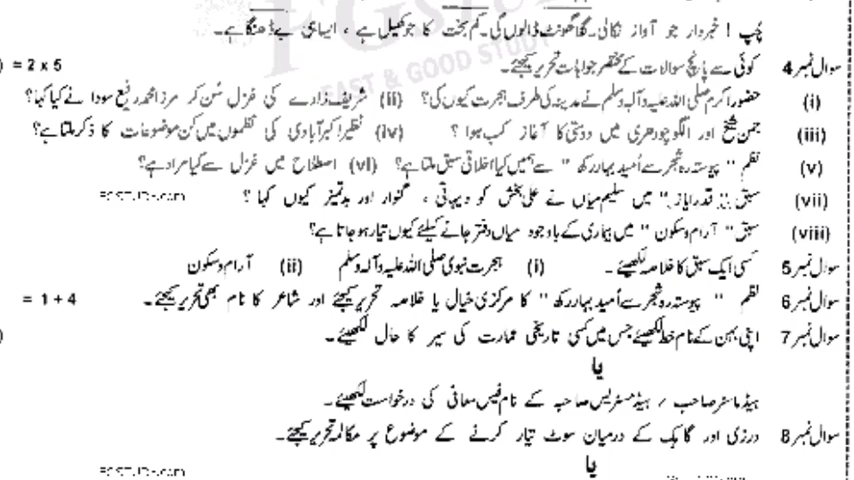 چُپ ! خبردار جو آواز نکالی۔ گلا گھونٹ ڈالوں گی۔ کم بخت کا جو کھیل ہے ، ایسا ہی بے ڈھنگا ہے۔
سوال نمبر 4 کوئی سے پانچ سوالات کے مختصر جوابات تحریر کیجئے۔ = 2 x 5
(i) حضور اکرم صلی اللہ علیہ وآلہ وسلم نے مدینہ کی طرف ہجرت کیوں کی؟ (ii) شریف زادے کی غزل سُن کر مرزا محمد رفیع سودا نے کیا کہا؟
(iii) جمن شیخ اور الگو چودھری میں دوستی کا آغاز کب ہوا ؟ (iv) نظیر اکبر آبادی کی نظموں میں کن موضوعات کا ذکر ملتا ہے؟
(v) نظم " پیوستہ رہ شجر سے اُمید بہار رکھ " سے ہمیں کیا اخلاقی سبق ملتا ہے؟ (vi) اصطلاح میں غزل سے کیا مراد ہے؟
(vii) سبق " قدر ایاز " میں سلیم میاں نے علی بخش کو دیہاتی ، گنوار اور بدتمیز کیوں کہا ؟
(viii) سبق " آرام و سکون " میں بیماری کے باوجود میاں دفتر جانے کیلئے کیوں تیار ہو جاتا ہے؟
سوال نمبر 5 کسی ایک سبق کا خلاصہ لکھیئے۔ (i) ہجرت نبوی صلی اللہ علیہ وآلہ وسلم (ii) آرام و سکون
سوال نمبر 6 نظم " پیوستہ رہ شجر سے اُمید بہار رکھ " کا مرکزی خیال یا خلاصہ تحریر کیجئے اور شاعر کا نام بھی تحریر کیجئے۔ = 1 + 4
سوال نمبر 7 اپنی بہن کے نام خط لکھیئے جس میں کسی تاریخی عمارت کی سیر کا حال لکھیئے۔
یا
ہیڈ ماسٹر صاحب / ہیڈ مسٹریس صاحبہ کے نام فیس معافی کی درخواست لکھیئے۔
سوال نمبر 8 درزی اور گاہک کے درمیان سوٹ تیار کرنے کے موضوع پر مکالمہ تحریر کیجئے۔
یا